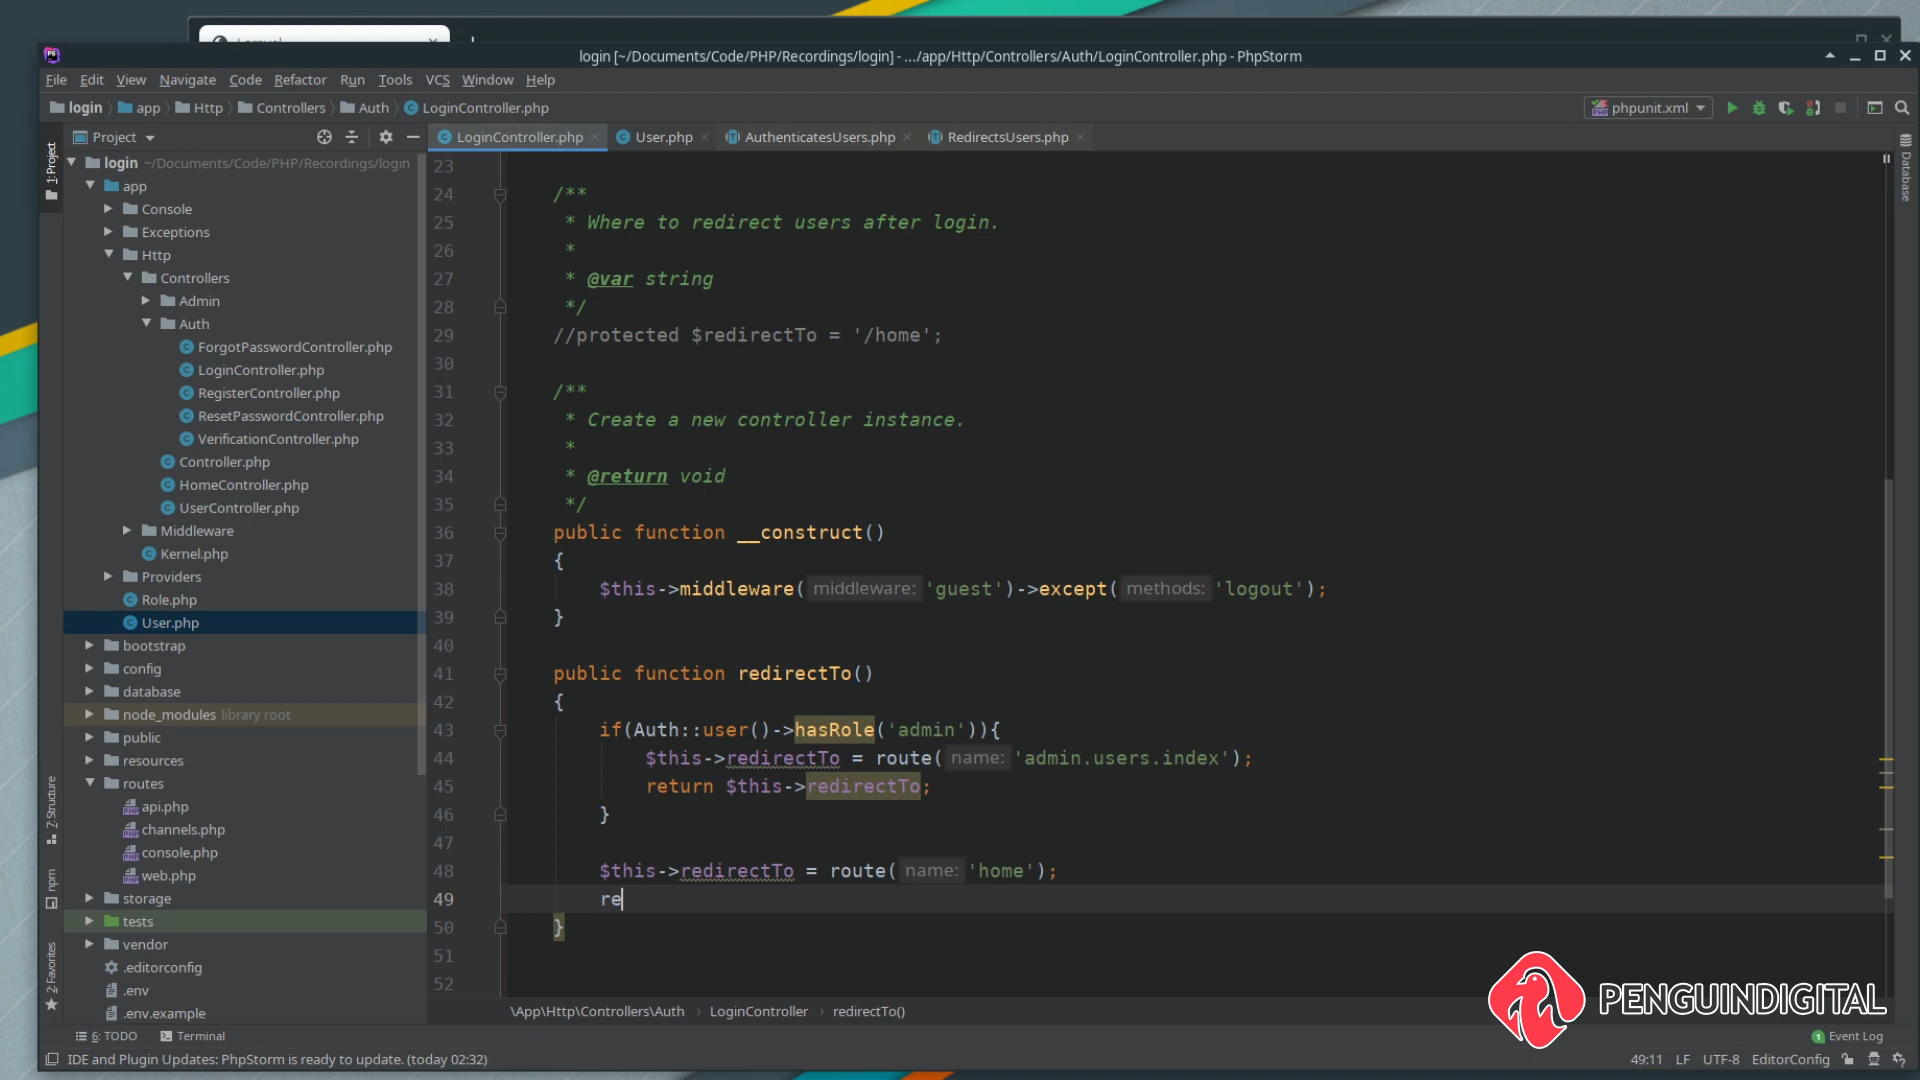 login [~/Documents/Code/PHP/Recordings/login] - .../app/Http/Controllers/Auth/LoginController.php - PhpStorm
File Edit View Navigate Code Refactor Run Tools VCS Window Help
login app Http Controllers Auth LoginController.php phpunit.xml
Project LoginController.php User.php AuthenticatesUsers.php RedirectsUsers.php
1: Project
7: Structure
npm
2: Favorites
Database
login ~/Documents/Code/PHP/Recordings/login
app
Console
Exceptions
Http
Controllers
Admin
Auth
ForgotPasswordController.php
LoginController.php
RegisterController.php
ResetPasswordController.php
VerificationController.php
Controller.php
HomeController.php
UserController.php
Middleware
Kernel.php
Providers
Role.php
User.php
bootstrap
config
database
node_modules library root
public
resources
routes
api.php
channels.php
console.php
web.php
storage
tests
vendor
.editorconfig
.env
.env.example
23
24 /**
25 * Where to redirect users after login.
26 *
27 * @var string
28 */
29 //protected $redirectTo = '/home';
30
31 /**
32 * Create a new controller instance.
33 *
34 * @return void
35 */
36 public function __construct()
37 {
38 $this->middleware( middleware: 'guest')->except( methods: 'logout');
39 }
40
41 public function redirectTo()
42 {
43 if(Auth::user()->hasRole('admin')){
44 $this->redirectTo = route( name: 'admin.users.index');
45 return $this->redirectTo;
46 }
47
48 $this->redirectTo = route( name: 'home');
49 re
50 }
51
52
PENGUINDIGITAL
\App\Http\Controllers\Auth LoginController redirectTo()
6: TODO Terminal 1 Event Log
IDE and Plugin Updates: PhpStorm is ready to update. (today 02:32) 49:11 LF UTF-8 EditorConfig